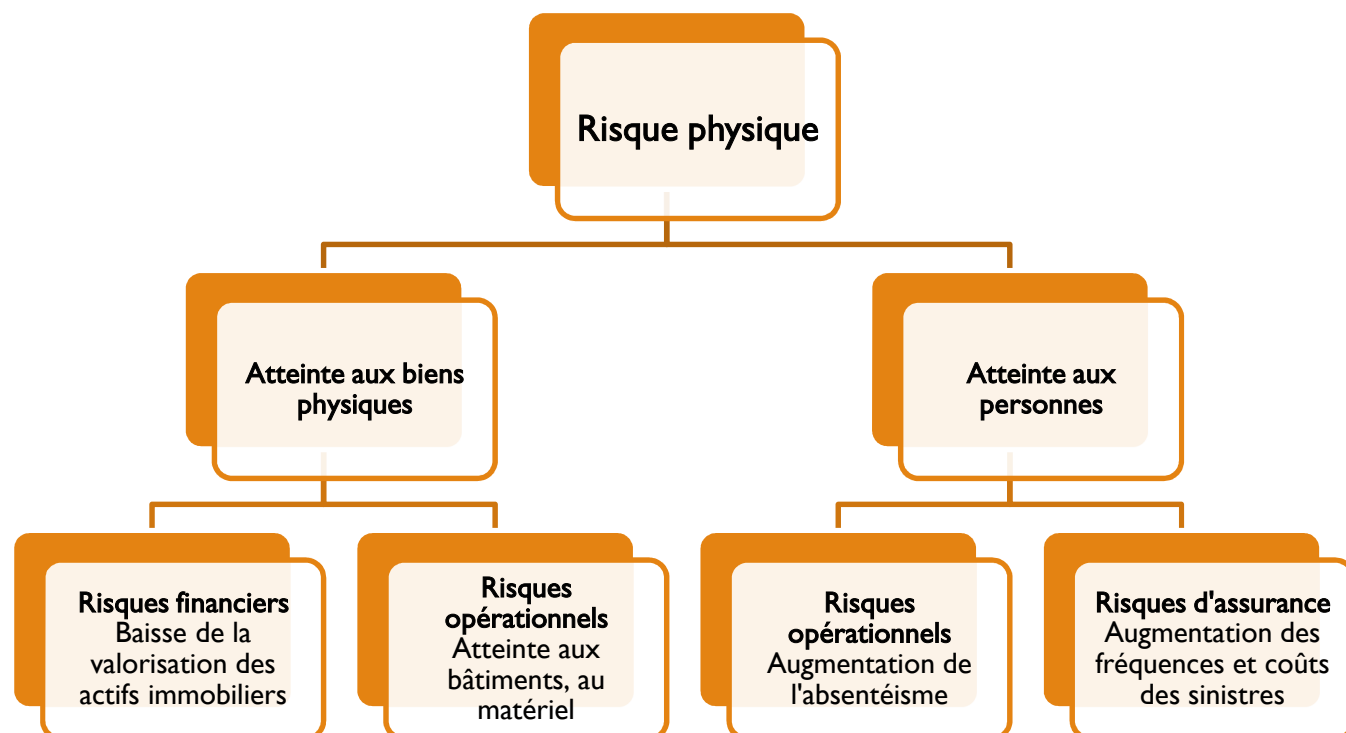 Risque physique
Atteinte aux biens
physiques
Atteinte aux
personnes
Risques financiers
Baisse de la
valorisation des
actifs immobiliers
Risques
opérationnels
Atteinte aux
bâtiments, au
matériel
Risques
opérationnels
Augmentation de
l'absentéisme
Risques d'assurance
Augmentation des
fréquences et coûts
des sinistres